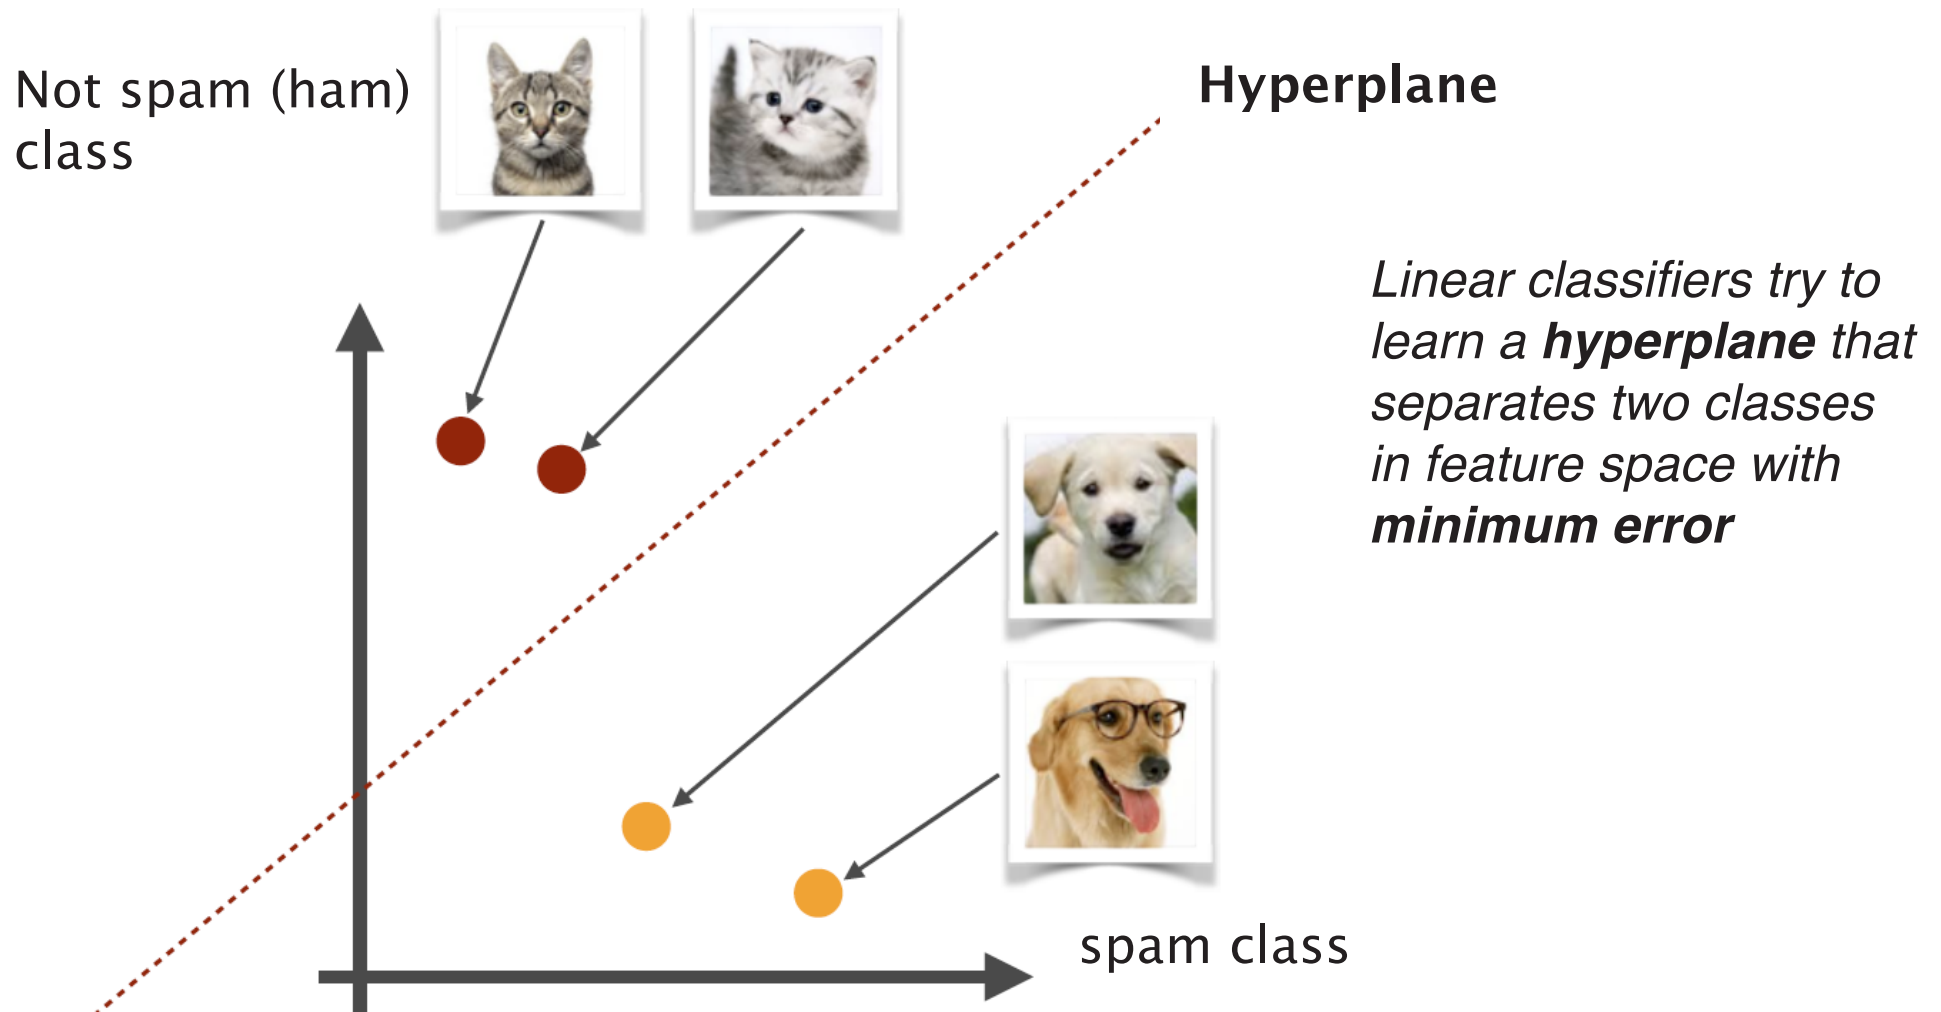 Not spam (ham)
class
Hyperplane
Linear classifiers try to
learn a hyperplane that
separates two classes
in feature space with
minimum error
spam class